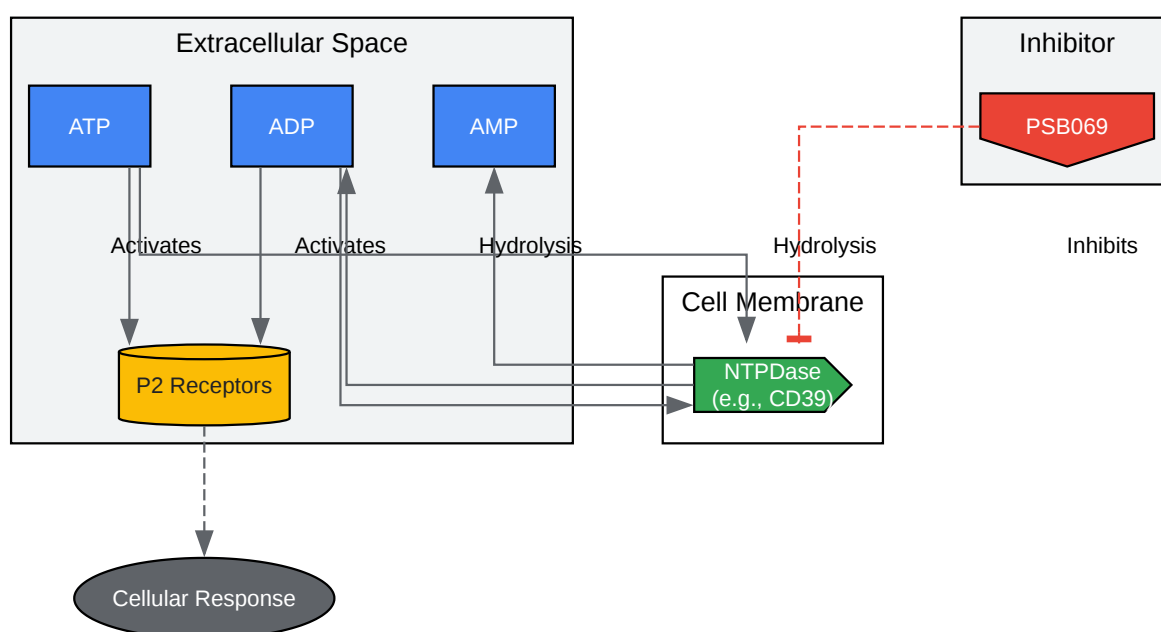 Extracellular Space
Inhibitor
ATP
ADP
AMP
PSB069
Activates
Activates
Hydrolysis
Hydrolysis
Inhibits
Cell Membrane
P2 Receptors
NTPDase
(e.g., CD39)
Cellular Response